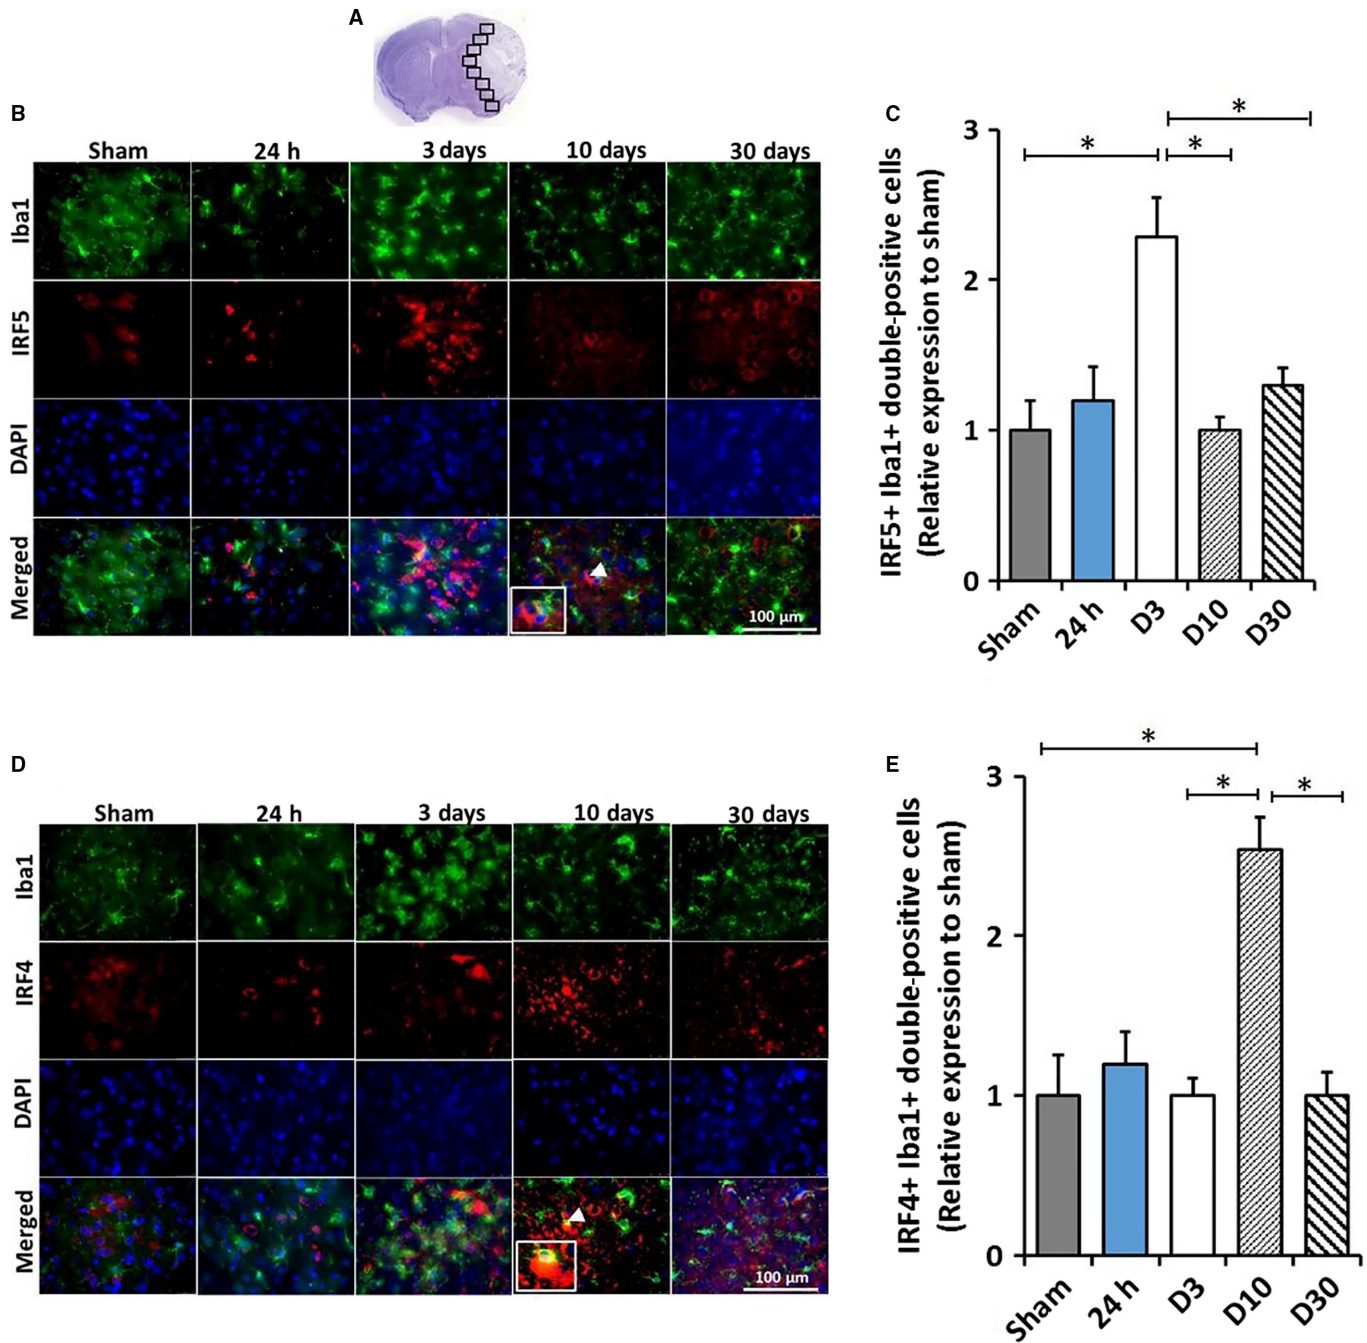 A
B
Sham 24 h 3 days 10 days 30 days
Iba1
IRF5
DAPI
Merged
100 μm
C
IRF5+ Iba1+ double-positive cells
(Relative expression to sham)
3
2
1
0
* * *
Sham 24 h D3 D10 D30
D
Sham 24 h 3 days 10 days 30 days
Iba1
IRF4
DAPI
Merged
100 μm
E
IRF4+ Iba1+ double-positive cells
(Relative expression to sham)
3
2
1
0
* * *
Sham 24 h D3 D10 D30